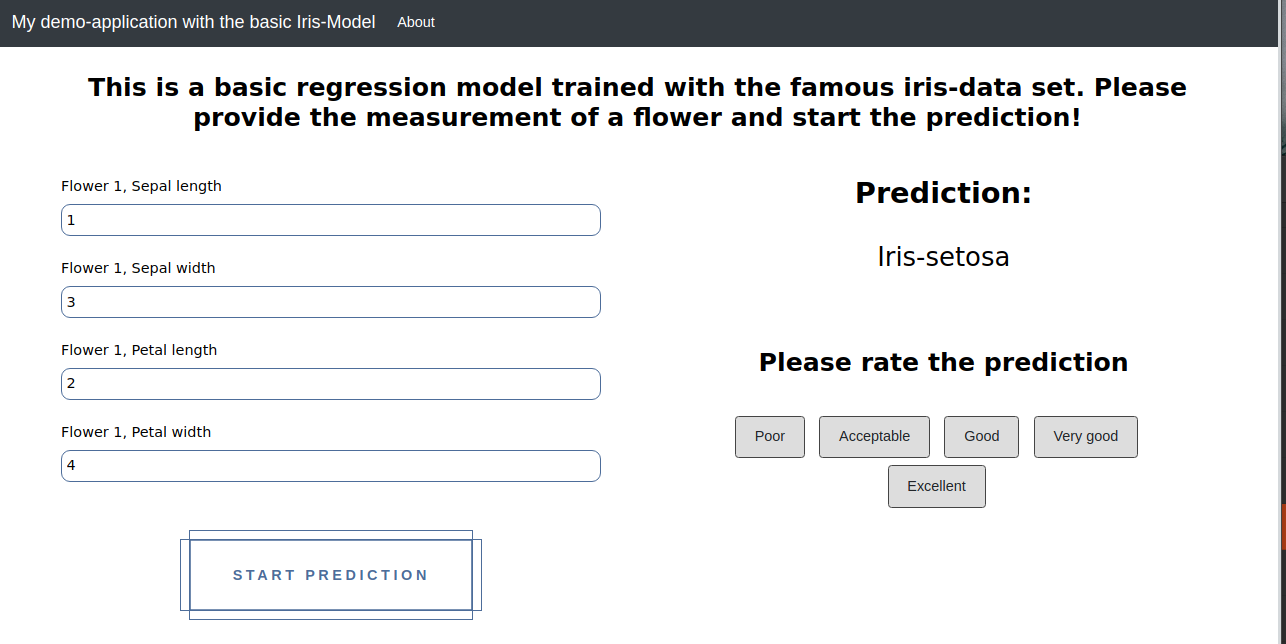 My demo-application with the basic Iris-Model About
This is a basic regression model trained with the famous iris-data set. Please
provide the measurement of a flower and start the prediction!
Flower 1, Sepal length
1
Flower 1, Sepal width
3
Flower 1, Petal length
2
Flower 1, Petal width
4
START PREDICTION
Prediction:
Iris-setosa
Please rate the prediction
Poor Acceptable Good Very good
Excellent